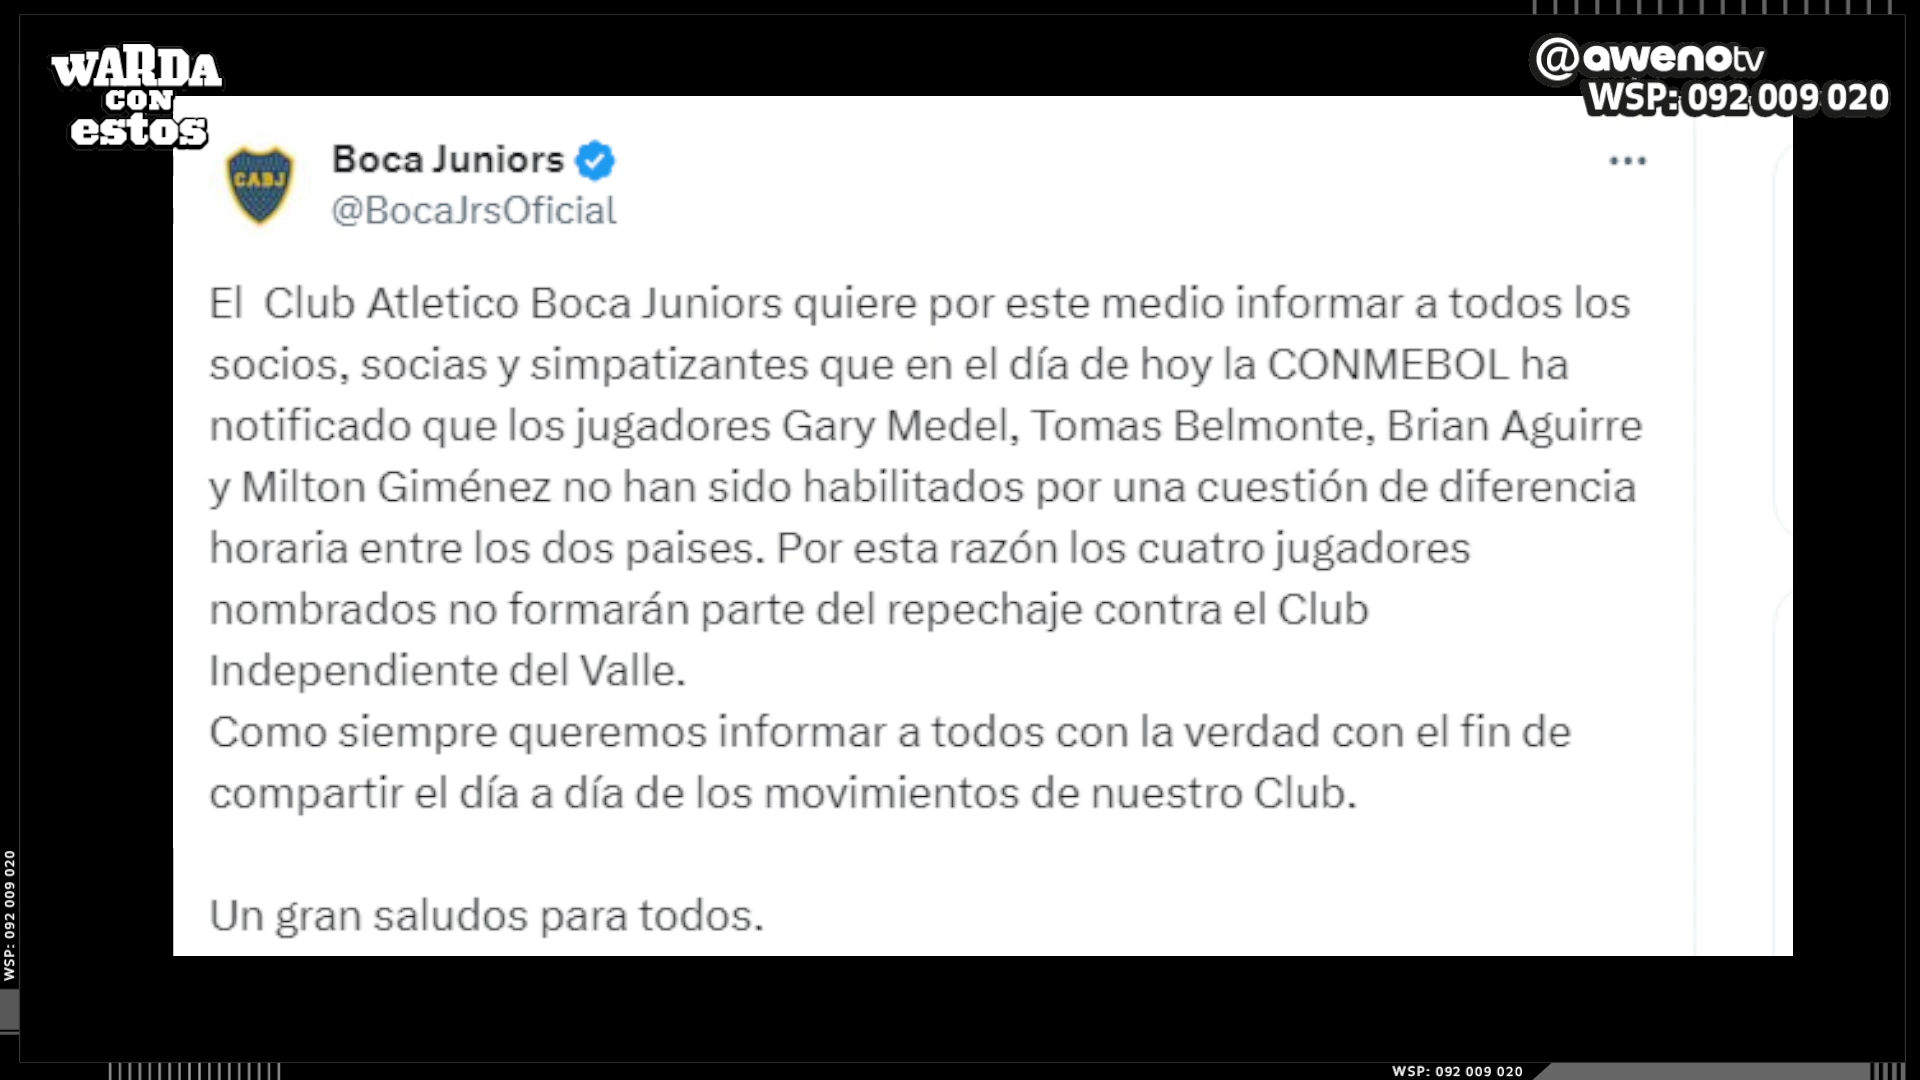 WARDA
CON
estos
@awenotv
WSP: 092 009 020
CABJ
Boca Juniors
@BocaJrsOficial
El  Club Atletico Boca Juniors quiere por este medio informar a todos los
socios, socias y simpatizantes que en el día de hoy la CONMEBOL ha
notificado que los jugadores Gary Medel, Tomas Belmonte, Brian Aguirre
y Milton Giménez no han sido habilitados por una cuestión de diferencia
horaria entre los dos paises. Por esta razón los cuatro jugadores
nombrados no formarán parte del repechaje contra el Club
Independiente del Valle.
Como siempre queremos informar a todos con la verdad con el fin de
compartir el día a día de los movimientos de nuestro Club.
Un gran saludos para todos.
WSP: 092 009 020
WSP: 092 009 020